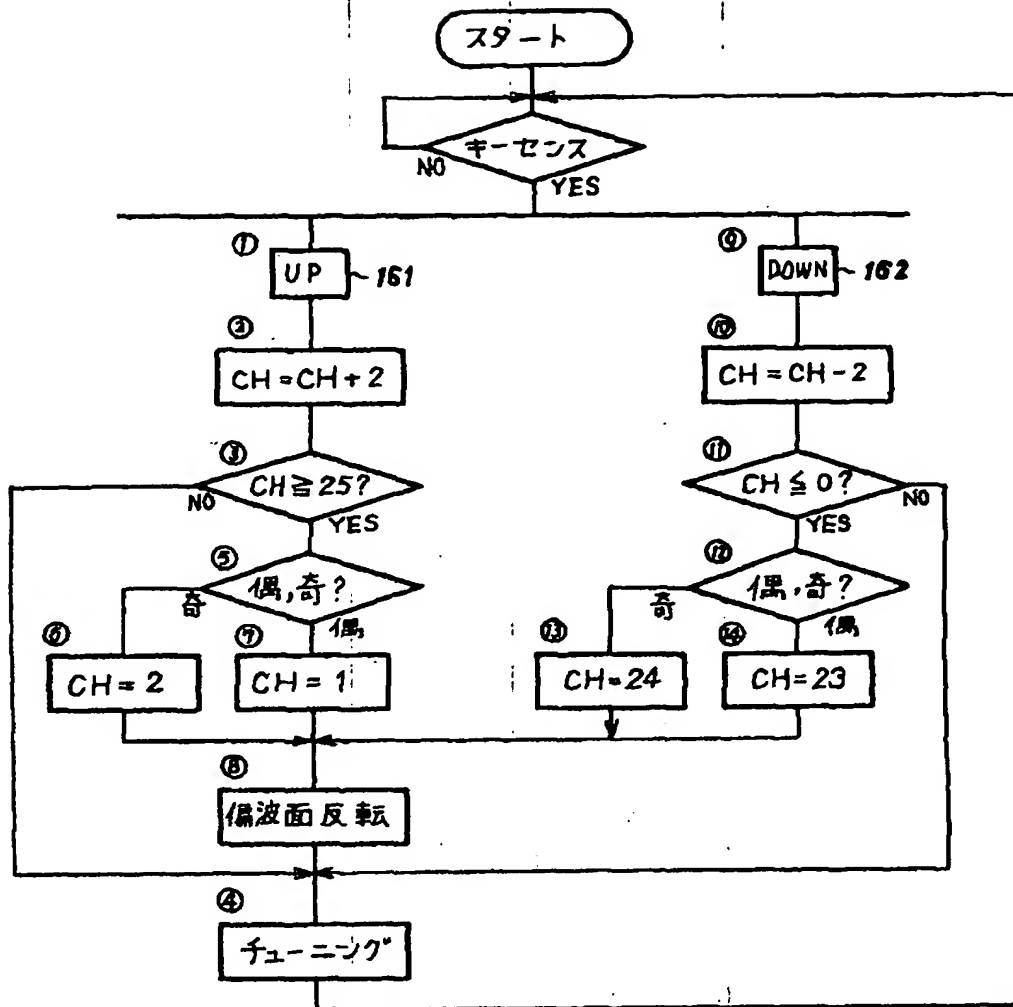 スタート
キーセンス
NO
YES
①
UP
161
②
CH=CH+2
③
CH≧25?
NO
YES
⑤
偶,奇?
奇
偶
⑥
CH=2
⑦
CH=1
⑨
DOWN
162
⑩
CH=CH-2
⑪
CH≦0?
NO
YES
⑫
偶,奇?
奇
偶
⑬
CH=24
⑭
CH=23
⑧
偏波面反転
④
チューニング